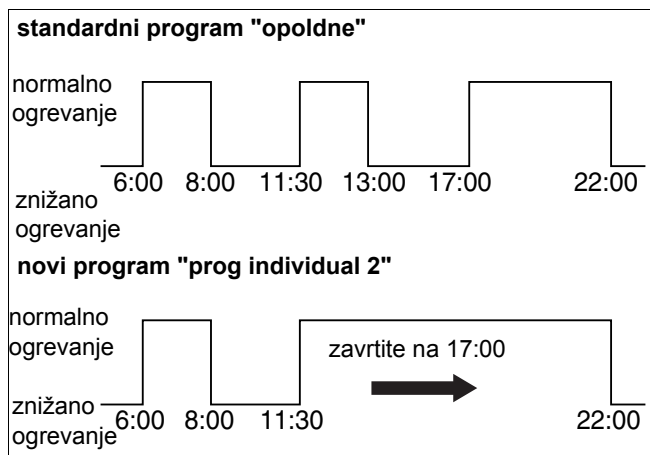 standardni program "opoldne"
normalno
ogrevanje
6:00 8:00 11:30 13:00 17:00 22:00
znižano
ogrevanje
novi program "prog individual 2"
normalno
ogrevanje
zavrtite na 17:00
znižano
6:00 8:00 11:30 22:00
ogrevanje